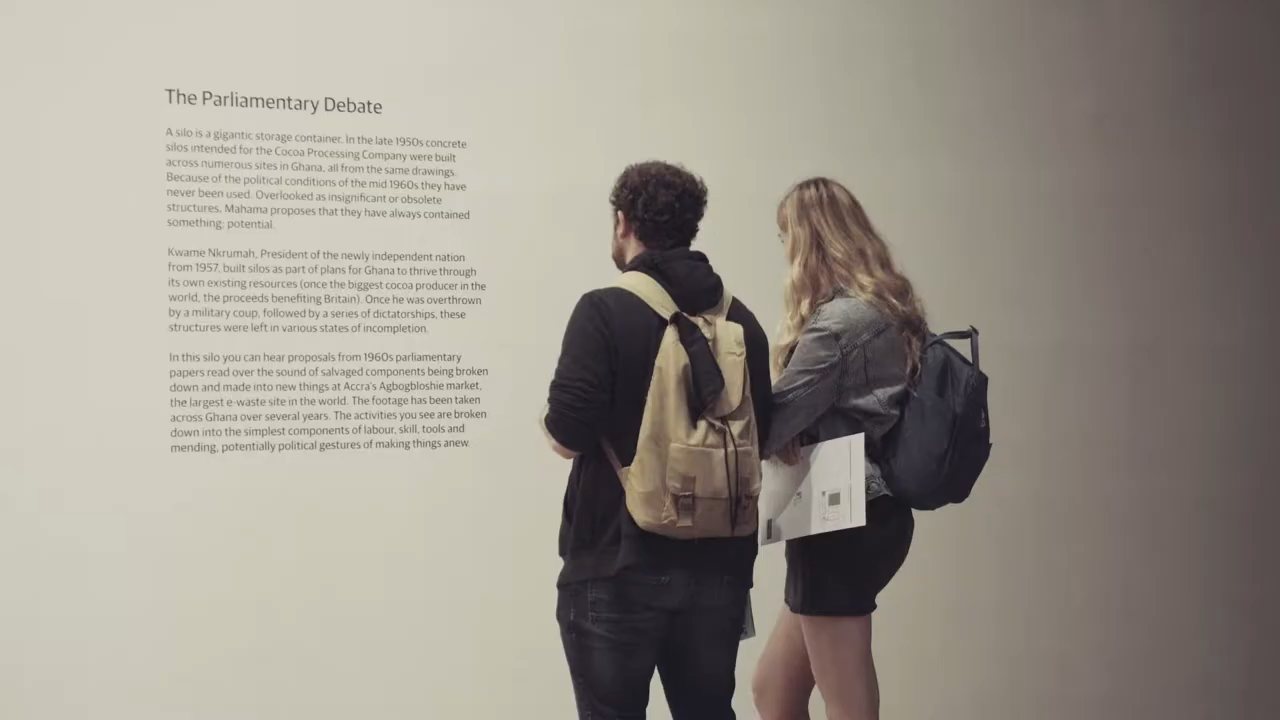 The Parliamentary Debate
A silo is a gigantic storage container. In the late 1950s concrete
silos intended for the Cocoa Processing Company were built
across numerous sites in Ghana, all from the same drawings.
Because of the political conditions of the mid 1960s they have
never been used. Overlooked as insignificant or obsolete
structures, Mahama proposes that they have always contained
something: potential.
Kwame Nkrumah, President of the newly independent nation
from 1957, built silos as part of plans for Ghana to thrive through
its own existing resources (once the biggest cocoa producer in the
world, the proceeds benefiting Britain). Once he was overthrown
by a military coup, followed by a series of dictatorships, these
structures were left in various states of incompletion.
In this silo you can hear proposals from 1960s parliamentary
papers read over the sound of salvaged components being broken
down and made into new things at Accra's Agbogbloshie market,
the largest e-waste site in the world. The footage has been taken
across Ghana over several years. The activities you see are broken
down into the simplest components of labour, skill, tools and
mending, potentially political gestures of making things anew.